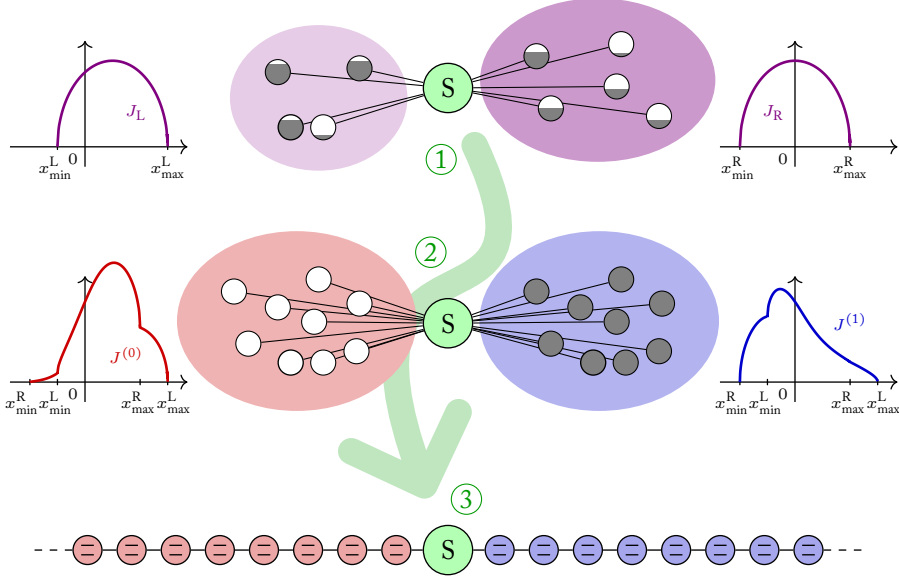 J_L
0
x^L_min
x^L_max
S
J_R
0
x^R_min
x^R_max
①
②
J^(0)
0
x^R_min x^L_min
x^R_max x^L_max
S
J^(1)
0
x^R_min x^L_min
x^R_max x^L_max
③
S